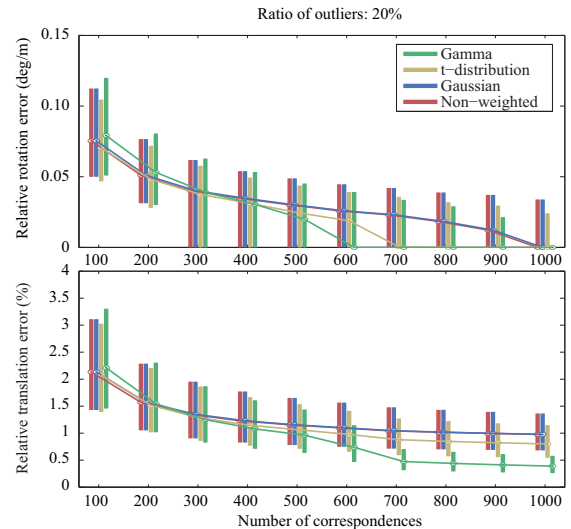 Ratio of outliers: 20%
Relative rotation error (deg/m)
0.15
0.10
0.05
0
Gamma
t−distribution
Gaussian
Non−weighted
100 200 300 400 500 600 700 800 900 1000
Relative translation error (%)
4
3.5
3
2.5
2
1.5
1
0.5
0
100 200 300 400 500 600 700 800 900 1000
Number of correspondences